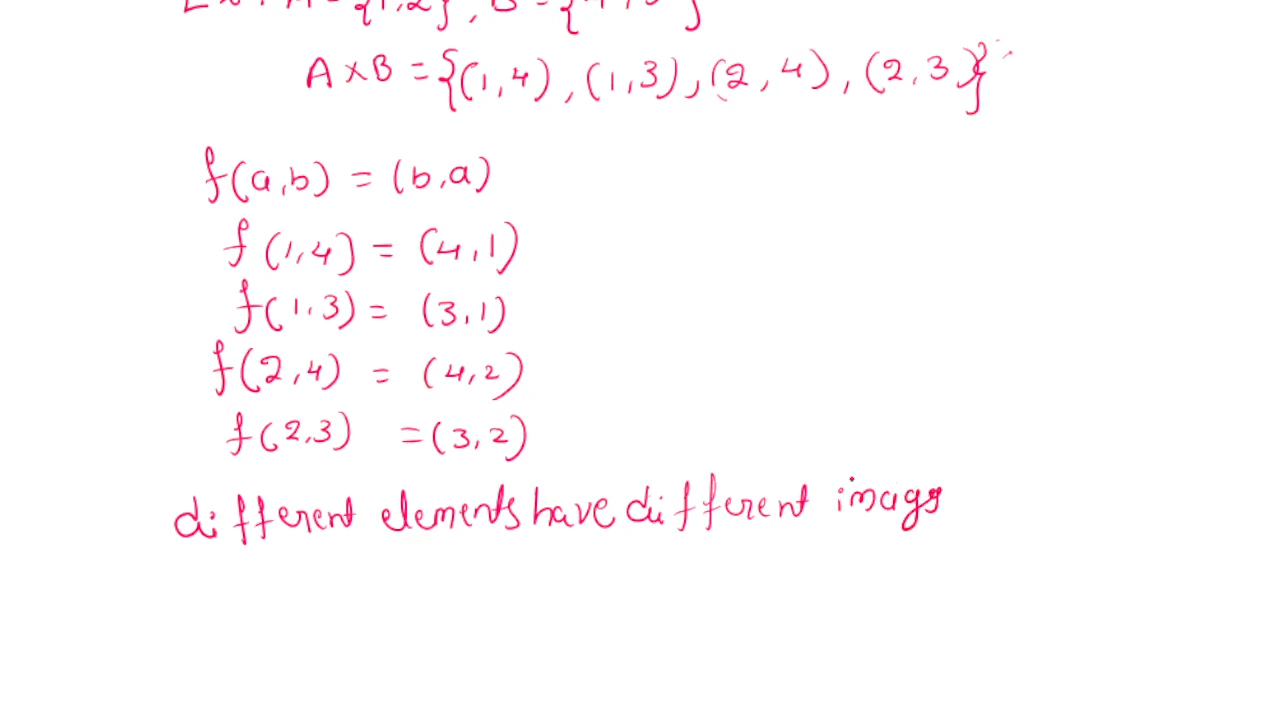 A×B = {(1,4), (1,3), (2,4), (2,3)}
f(a,b) = (b,a)
f(1,4) = (4,1)
f(1,3) = (3,1)
f(2,4) = (4,2)
f(2,3) = (3,2)
different elements have different